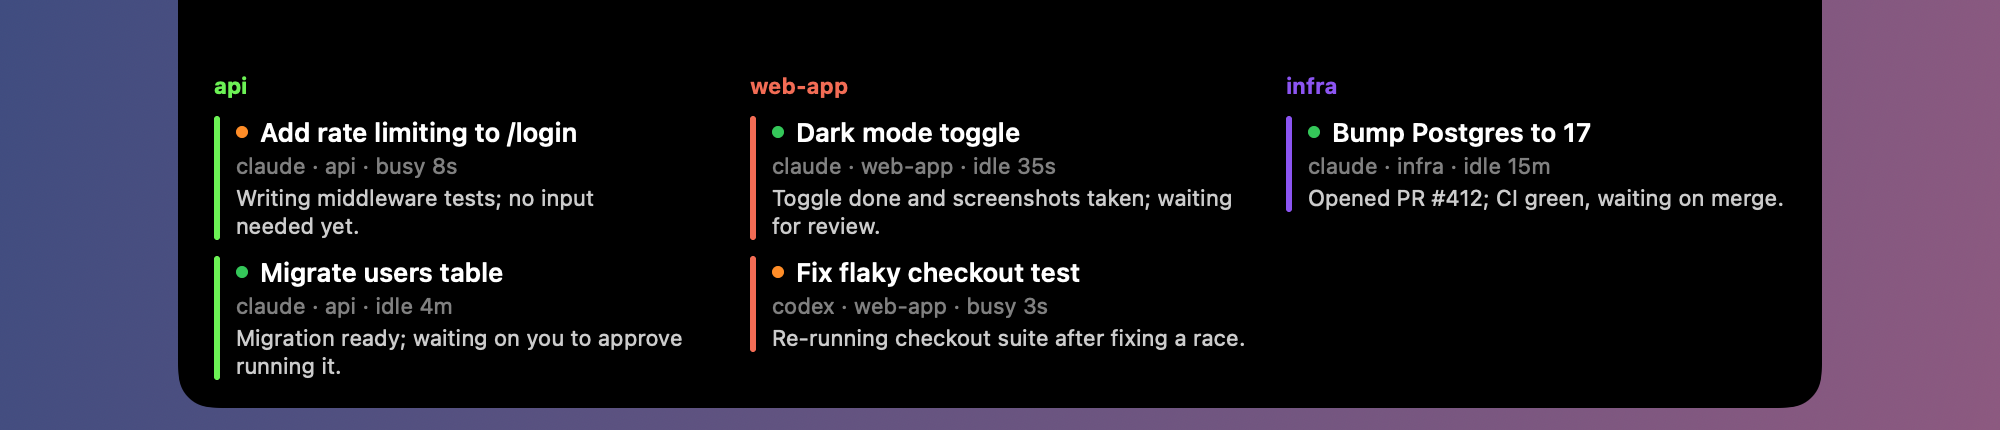 api
Add rate limiting to /login
claude · api · busy 8s
Writing middleware tests; no input
needed yet.
Migrate users table
claude · api · idle 4m
Migration ready; waiting on you to approve
running it.
web-app
Dark mode toggle
claude · web-app · idle 35s
Toggle done and screenshots taken; waiting
for review.
Fix flaky checkout test
codex · web-app · busy 3s
Re-running checkout suite after fixing a race.
infra
Bump Postgres to 17
claude · infra · idle 15m
Opened PR #412; CI green, waiting on merge.